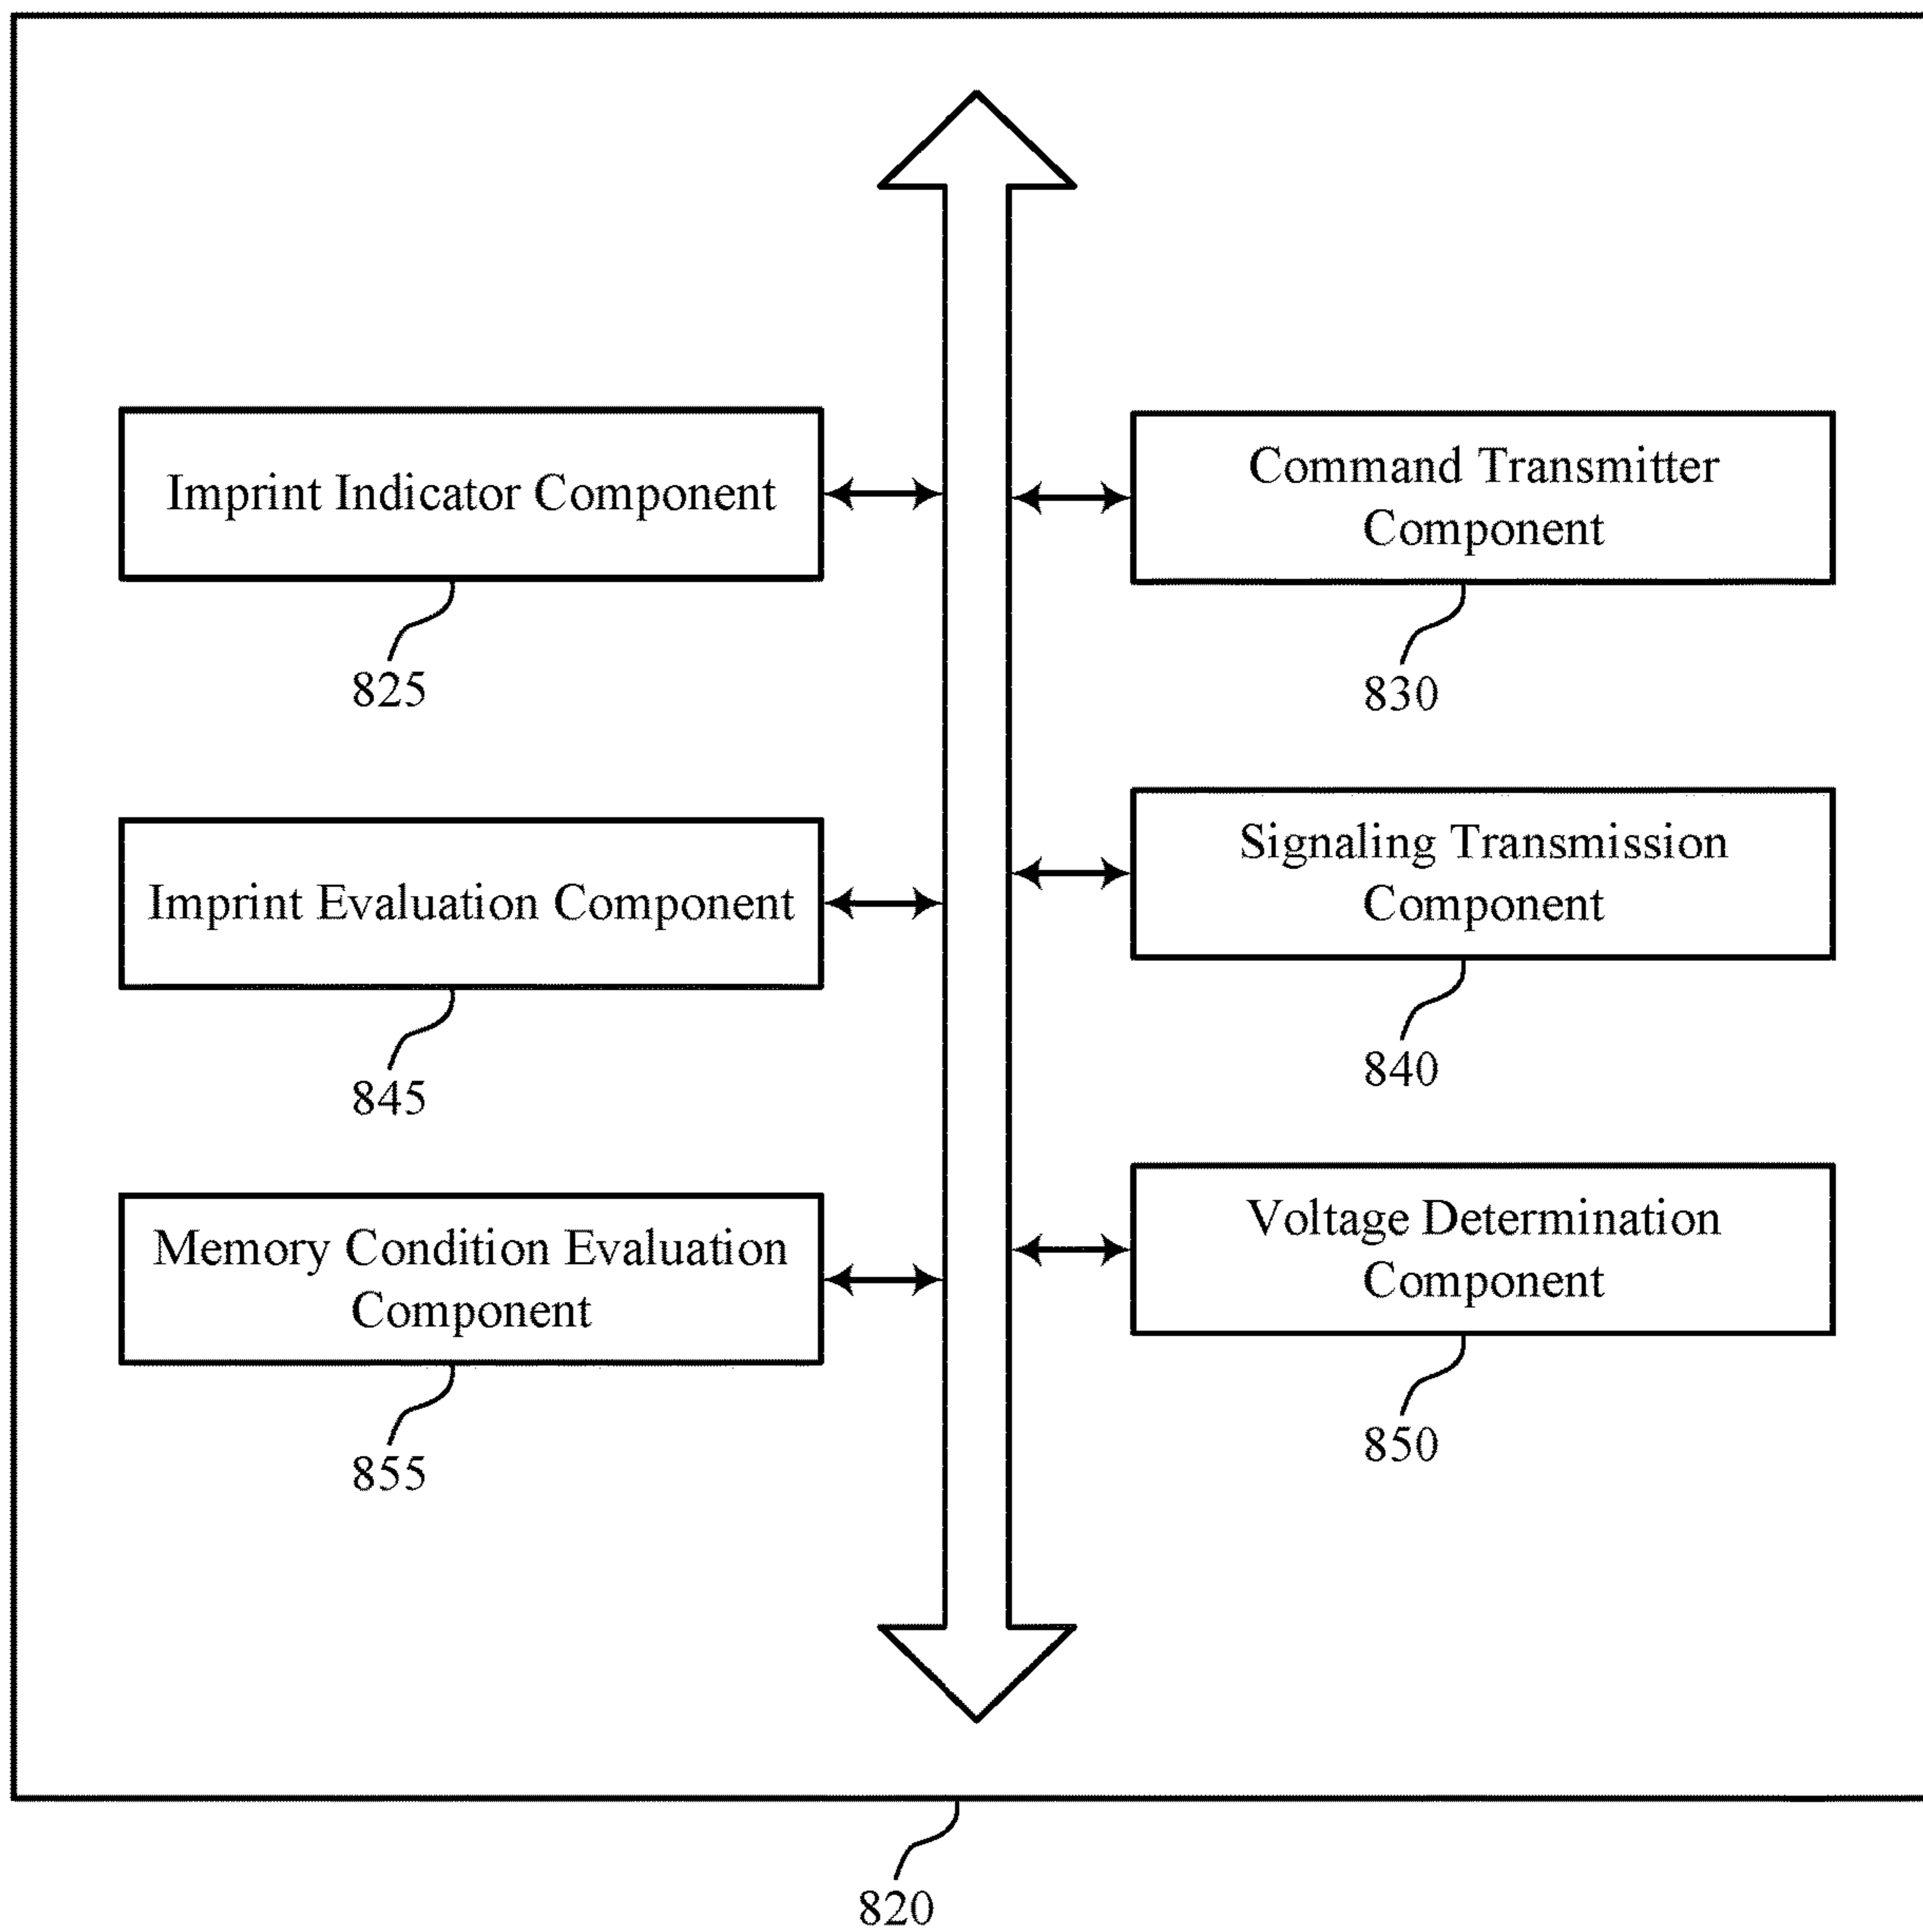 Imprint Indicator Component
825
Command Transmitter
Component
830
Imprint Evaluation Component
845
Signaling Transmission
Component
840
Memory Condition Evaluation
Component
855
Voltage Determination
Component
850
820